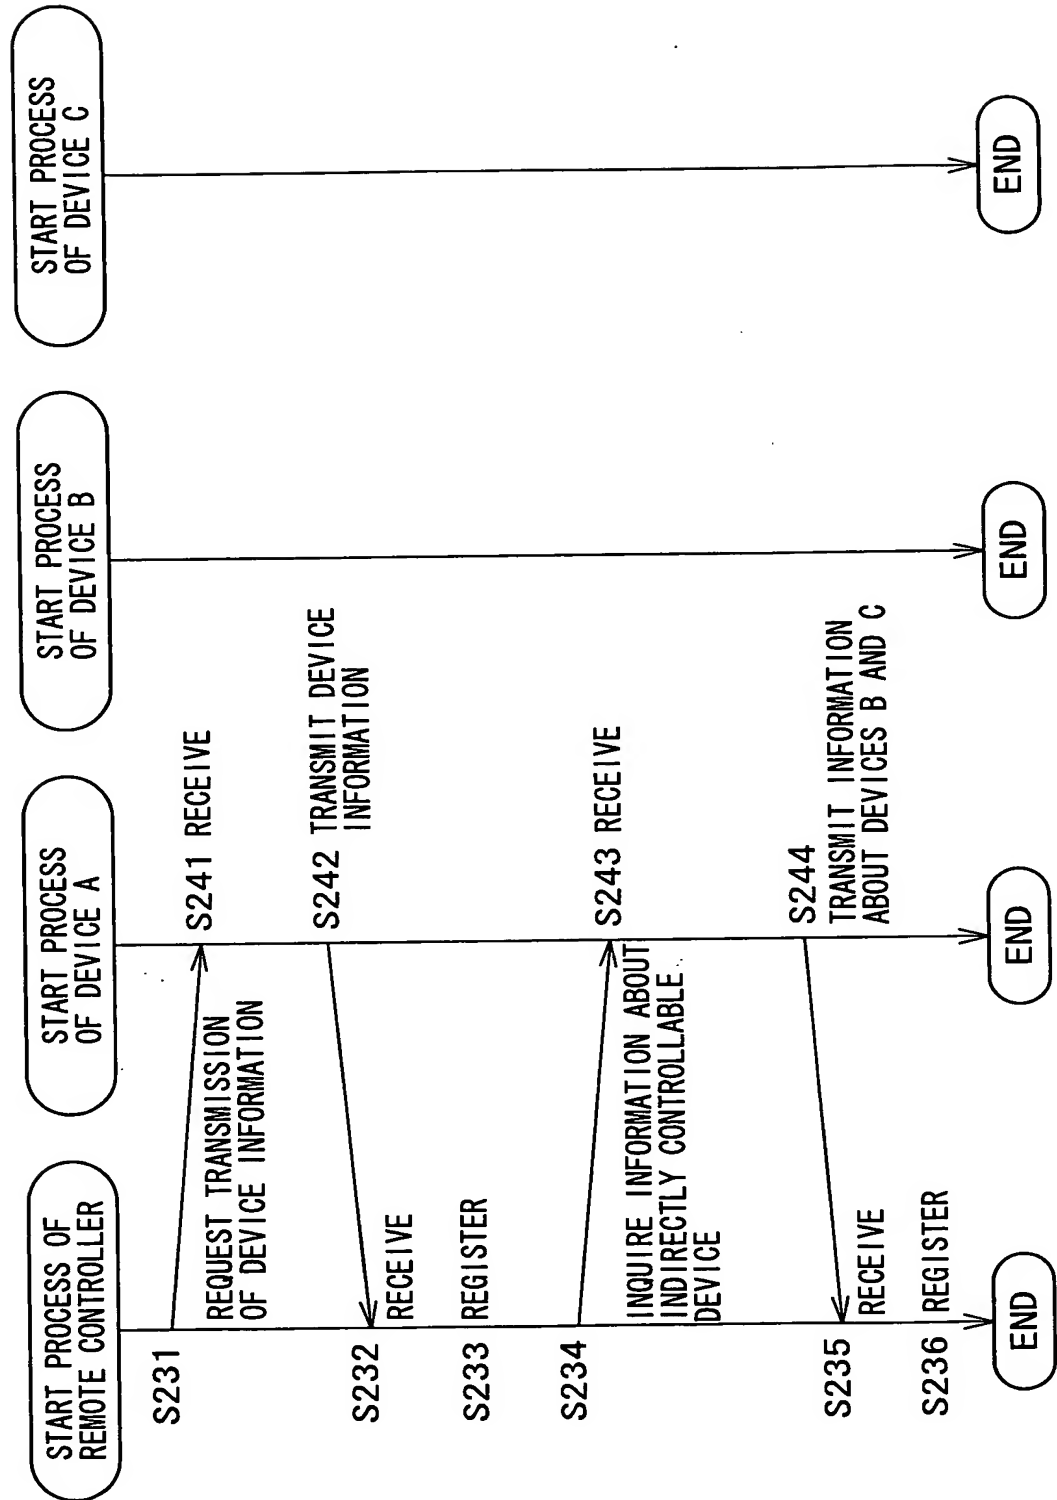 START PROCESS OF
REMOTE CONTROLLER
START PROCESS
OF DEVICE A
START PROCESS
OF DEVICE B
START PROCESS
OF DEVICE C
S231
REQUEST TRANSMISSION
OF DEVICE INFORMATION
S241 RECEIVE
S242 TRANSMIT DEVICE
INFORMATION
S232
RECEIVE
S233
REGISTER
S234
INQUIRE INFORMATION ABOUT
INDIRECTLY CONTROLLABLE
DEVICE
S243 RECEIVE
S244
TRANSMIT INFORMATION
ABOUT DEVICES B AND C
S235
RECEIVE
S236
REGISTER
END
END
END
END